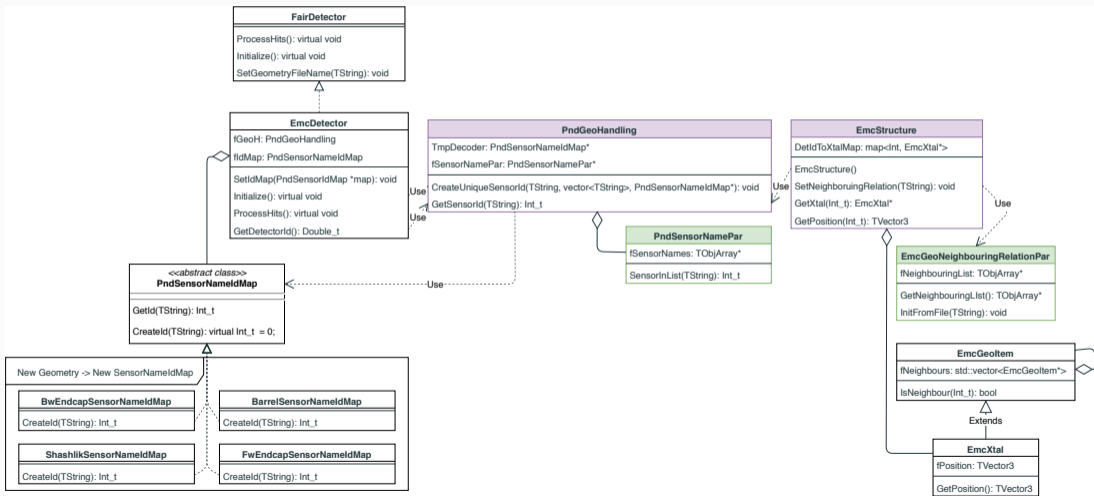 FairDetector
ProcessHits(): virtual void
Initialize(): virtual void
SetGeometryFileName(TString): void
EmcDetector
fGeoH: PndGeoHandling
fIdMap: PndSensorNameIdMap
SetIdMap(PndSensorIdMap *map): void
Initialize(): virtual void
ProcessHits(): virtual void
GetDetectorId(): Double_t
Use
Use
PndGeoHandling
TmpDecoder: PndSensorNameIdMap*
fSensorNamePar: PndSensorNamePar*
CreateUniqueSensorId(TString, vector<TString>, PndSensorNameIdMap*): void
GetSensorId(TString): Int_t
Use
EmcStructure
DetIdToXtalMap: map<Int, EmcXtal*>
EmcStructure()
SetNeighboruingRelation(TString): void
GetXtal(Int_t): EmcXtal*
GetPosition(Int_t): TVector3
Use
PndSensorNamePar
fSensorNames: TObjArray*
SensorInList(TString): Int_t
EmcGeoNeighbouringRelationPar
fNeighbouringList: TObjArray*
GetNeighbouringLIst(): TObjArray*
InitFromFile(TString): void
<<abstract class>>
PndSensorNameIdMap
GetId(TString): Int_t
CreateId(TString): virtual Int_t = 0;
Use
New Geometry -> New SensorNameIdMap
BwEndcapSensorNameIdMap
CreateId(TString): Int_t
BarrelSensorNameIdMap
CreateId(TString): Int_t
ShashlikSensorNameIdMap
CreateId(TString): Int_t
FwEndcapSensorNameIdMap
CreateId(TString): Int_t
EmcGeoItem
fNeighbours: std::vector<EmcGeoItem*>
IsNeighbour(Int_t): bool
Extends
EmcXtal
fPosition: TVector3
GetPosition(): TVector3